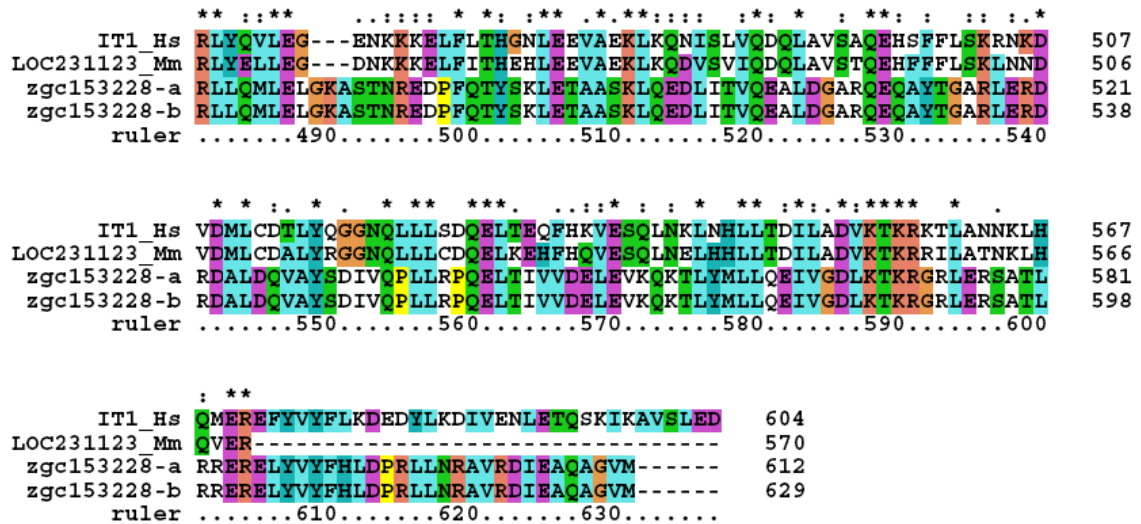 ** ::** ..:::: * *: .:** .*.**:..:: :*: * . :**: : . :: :.*
IT1_Hs RLYQVLEG---ENKKKELFLTHGNLEEVAEKLKQNISLVQDQLAVSAQEHSFFLSKRNKD 507
LOC231123_Mm RLYELLEG---DNKKKELFITHEHLEEVAEKLKQDVSVIQDQLAVSTQEHFFFLSKLNND 506
zgc153228-a RLLQMLELGKASTNREDPFQTYSKLETAASKLQEDLITVQEALDGARQEQAYTGARLERD 521
zgc153228-b RLLQMLELGKASTNREDPFQTYSKLETAASKLQEDLITVQEALDGARQEQAYTGARLERD 538
ruler .......490.......500.......510.......520.......530.......540
* * :. * . * ***. ..:* : : * ** .:*:.*:**** * .
IT1_Hs VDMLCDTLYQGGNQLLLSDQELTEQFHKVESQLNKLNHLLTDILADVKTKRKTLANNKLH 567
LOC231123_Mm VDMLCDALYRGGNQLLLCDQELKEHFHQVESQLNELHHLLTDILADVKTKRRILATNKLH 566
zgc153228-a RDALDQVAYSDIVQPLLRPQELTIVVDELEVKQKTLYMLLQEIVGDLKTKRGRLERSATL 581
zgc153228-b RDALDQVAYSDIVQPLLRPQELTIVVDELEVKQKTLYMLLQEIVGDLKTKRGRLERSATL 598
ruler .......550.......560.......570.......580.......590.......600
: **
IT1_Hs QMEREFYVYFLKDEDYLKDIVENLETQSKIKAVSLED 604
LOC231123_Mm QVER--------------------------------- 570
zgc153228-a RRERELYVYFHLDPRLLNRAVRDIEAQAGVM------ 612
zgc153228-b RRERELYVYFHLDPRLLNRAVRDIEAQAGVM------ 629
ruler .......610.......620.......630.......